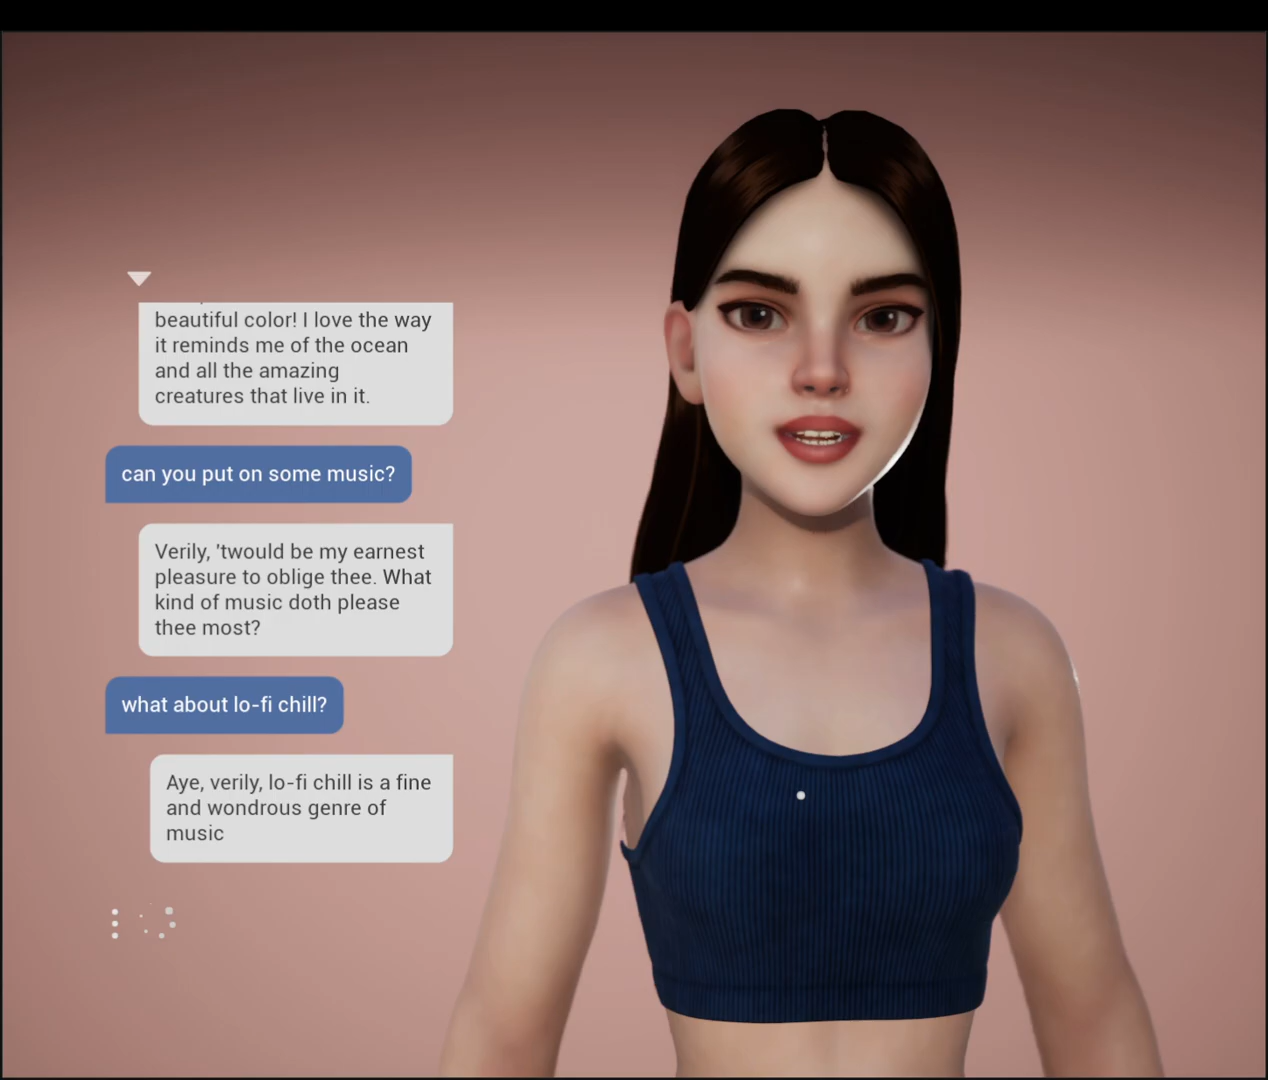 beautiful color! I love the way
it reminds me of the ocean
and all the amazing
creatures that live in it.
can you put on some music?
Verily, 'twould be my earnest
pleasure to oblige thee. What
kind of music doth please
thee most?
what about lo-fi chill?
Aye, verily, lo-fi chill is a fine
and wondrous genre of
music